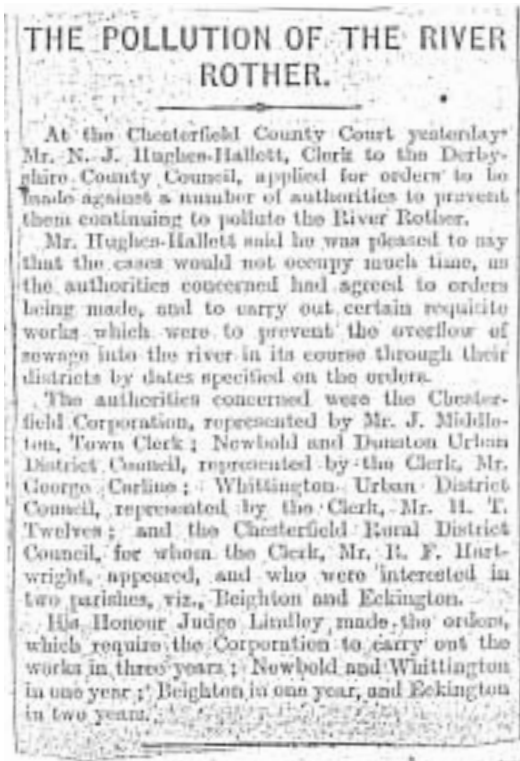 THE POLLUTION OF THE RIVER
ROTHER.
At the Chesterfield County Court yesterday
Mr. N. J. Hughes-Hallett, Clerk to the Derby-
shire County Council, applied for orders to be
made against a number of authorities to prevent
them continuing to pollute the River Rother.
Mr. Hughes-Hallett said he was pleased to say
that the cases would not occupy much time, as
the authorities concerned had agreed to orders
being made, and to carry out certain requisite
works which were to prevent the overflow of
sewage into the river in its course through their
districts by dates specified on the orders.
The authorities concerned were the Chester-
field Corporation, represented by Mr. J. Middle-
ton, Town Clerk; Newbold and Dunston Urban
District Council, represented by the Clerk, Mr.
George Carline; Whittington Urban District
Council, represented by the Clerk, Mr. H. T.
Twelves; and the Chesterfield Rural District
Council, for whom the Clerk, Mr. R. F. Hart-
wright, appeared, and who were interested in
two parishes, viz., Beighton and Eckington.
His Honour Judge Lindley made the orders,
which require the Corporation to carry out the
works in three years; Newbold and Whittington
in one year; Beighton in one year, and Eckington
in two years.